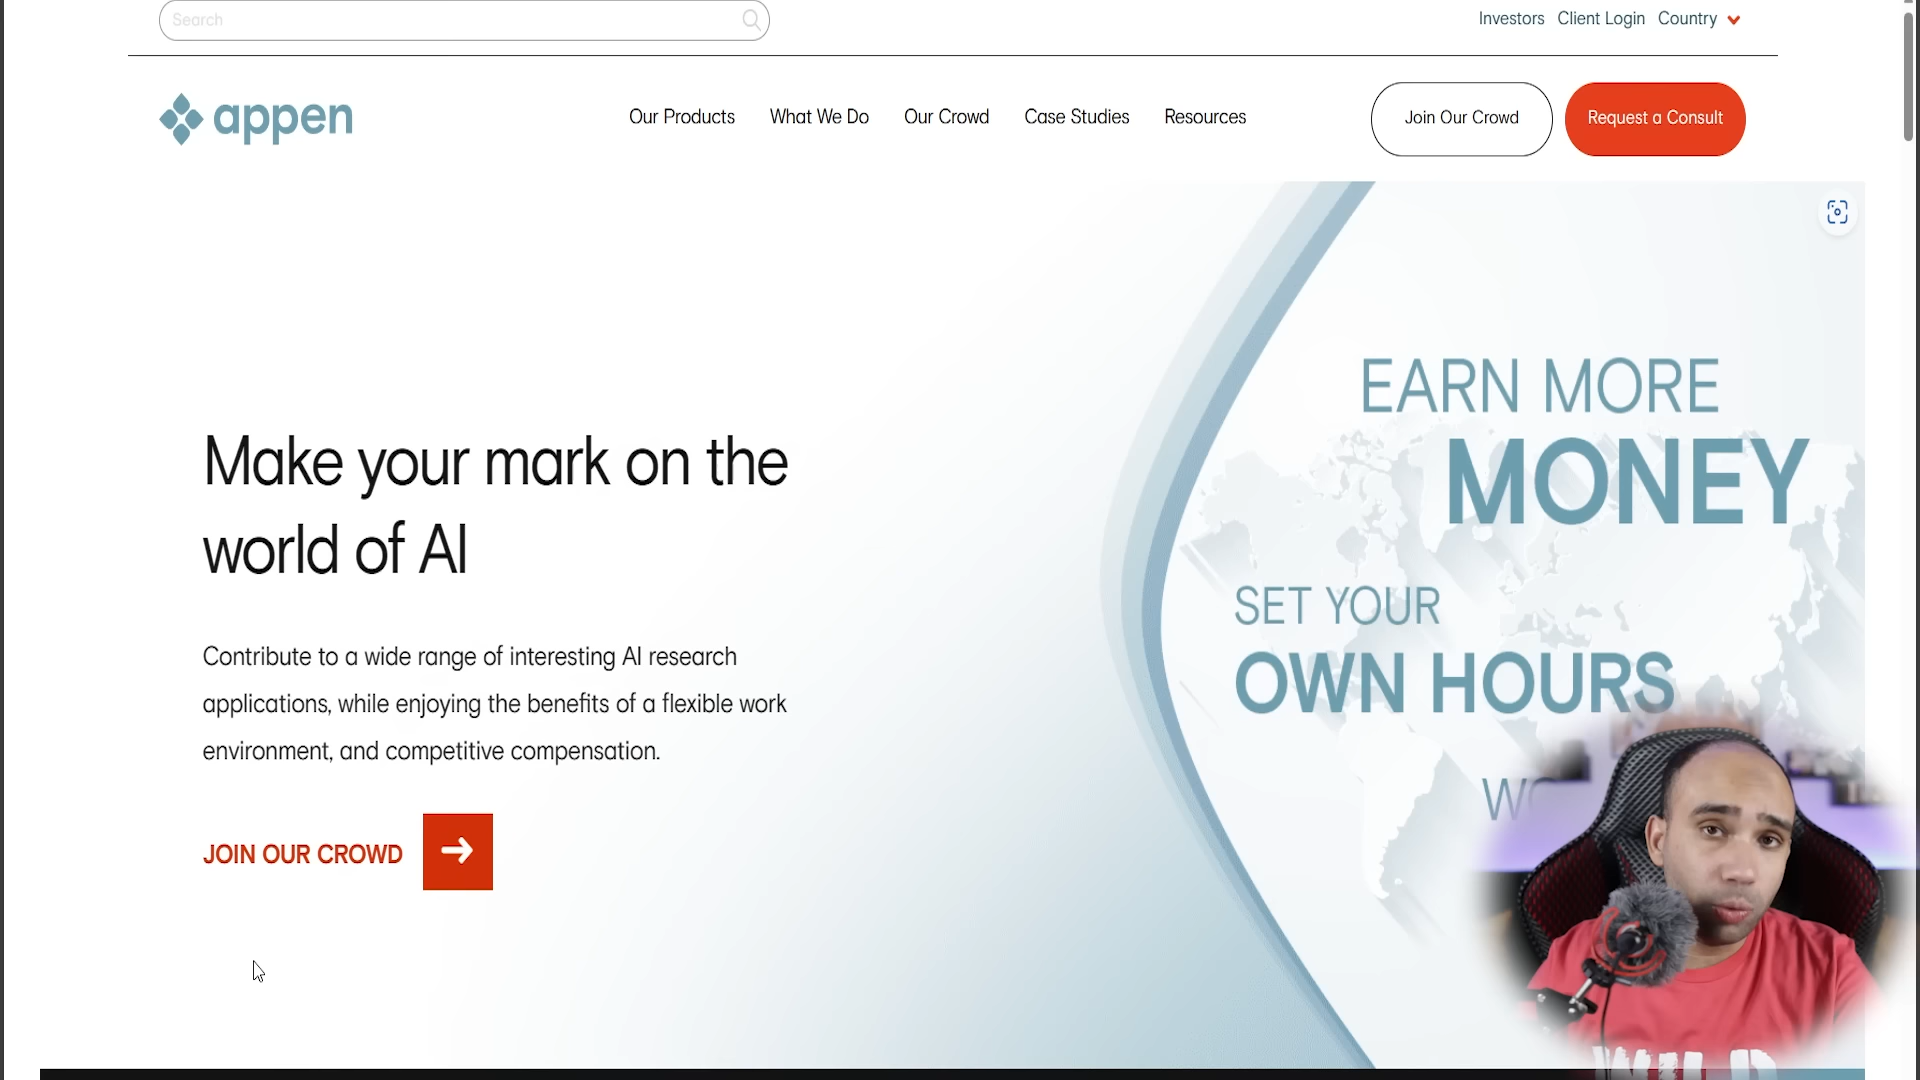 Search
Investors Client Login Country
appen
Our Products What We Do Our Crowd Case Studies Resources
Join Our Crowd
Request a Consult
EARN MORE
MONEY
Make your mark on the
world of AI
SET YOUR
OWN HOURS
Contribute to a wide range of interesting AI research
applications, while enjoying the benefits of a flexible work
environment, and competitive compensation.
JOIN OUR CROWD